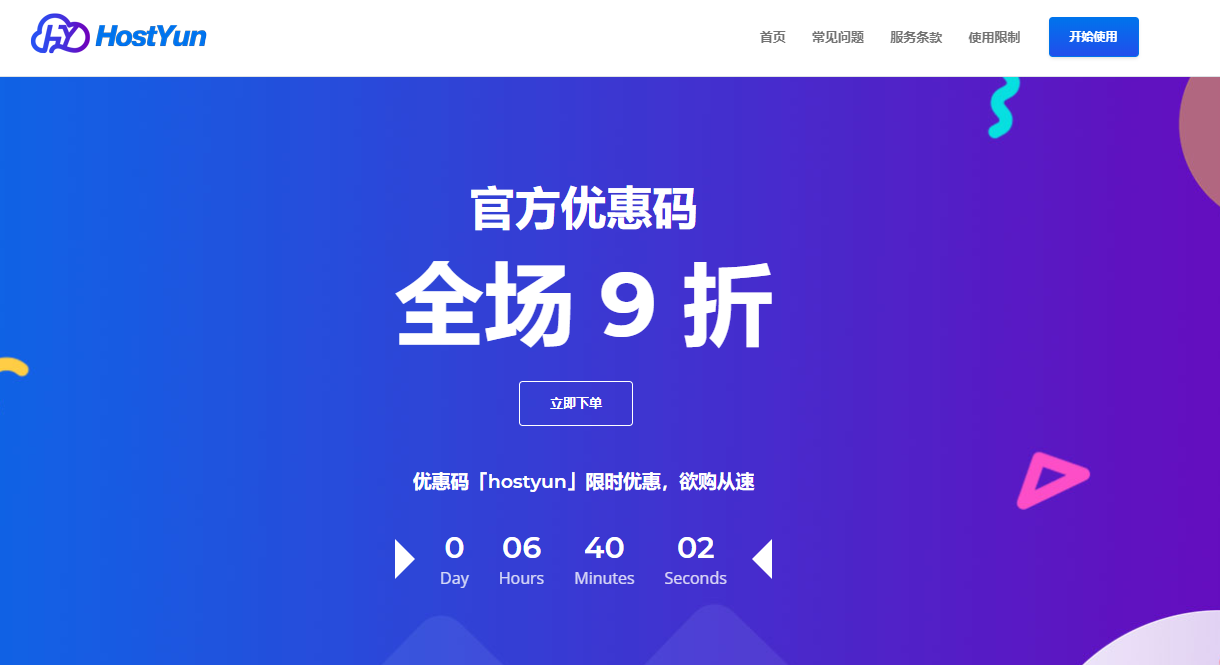 HostYun
首页 常见问题 服务条款 使用限制 开始使用
官方优惠码
全场 9 折
立即下单
优惠码「hostyun」限时优惠，欲购从速
0 06 40 02
Day Hours Minutes Seconds